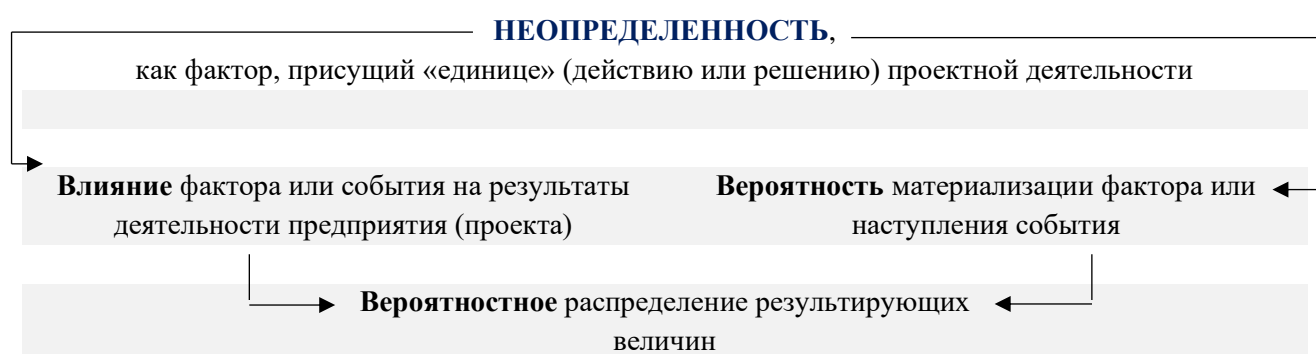 НЕОПРЕДЕЛЕННОСТЬ,
как фактор, присущий «единице» (действию или решению) проектной деятельности
Влияние фактора или события на результаты
деятельности предприятия (проекта)
Вероятность материализации фактора или
наступления события
Вероятностное распределение результирующих
величин